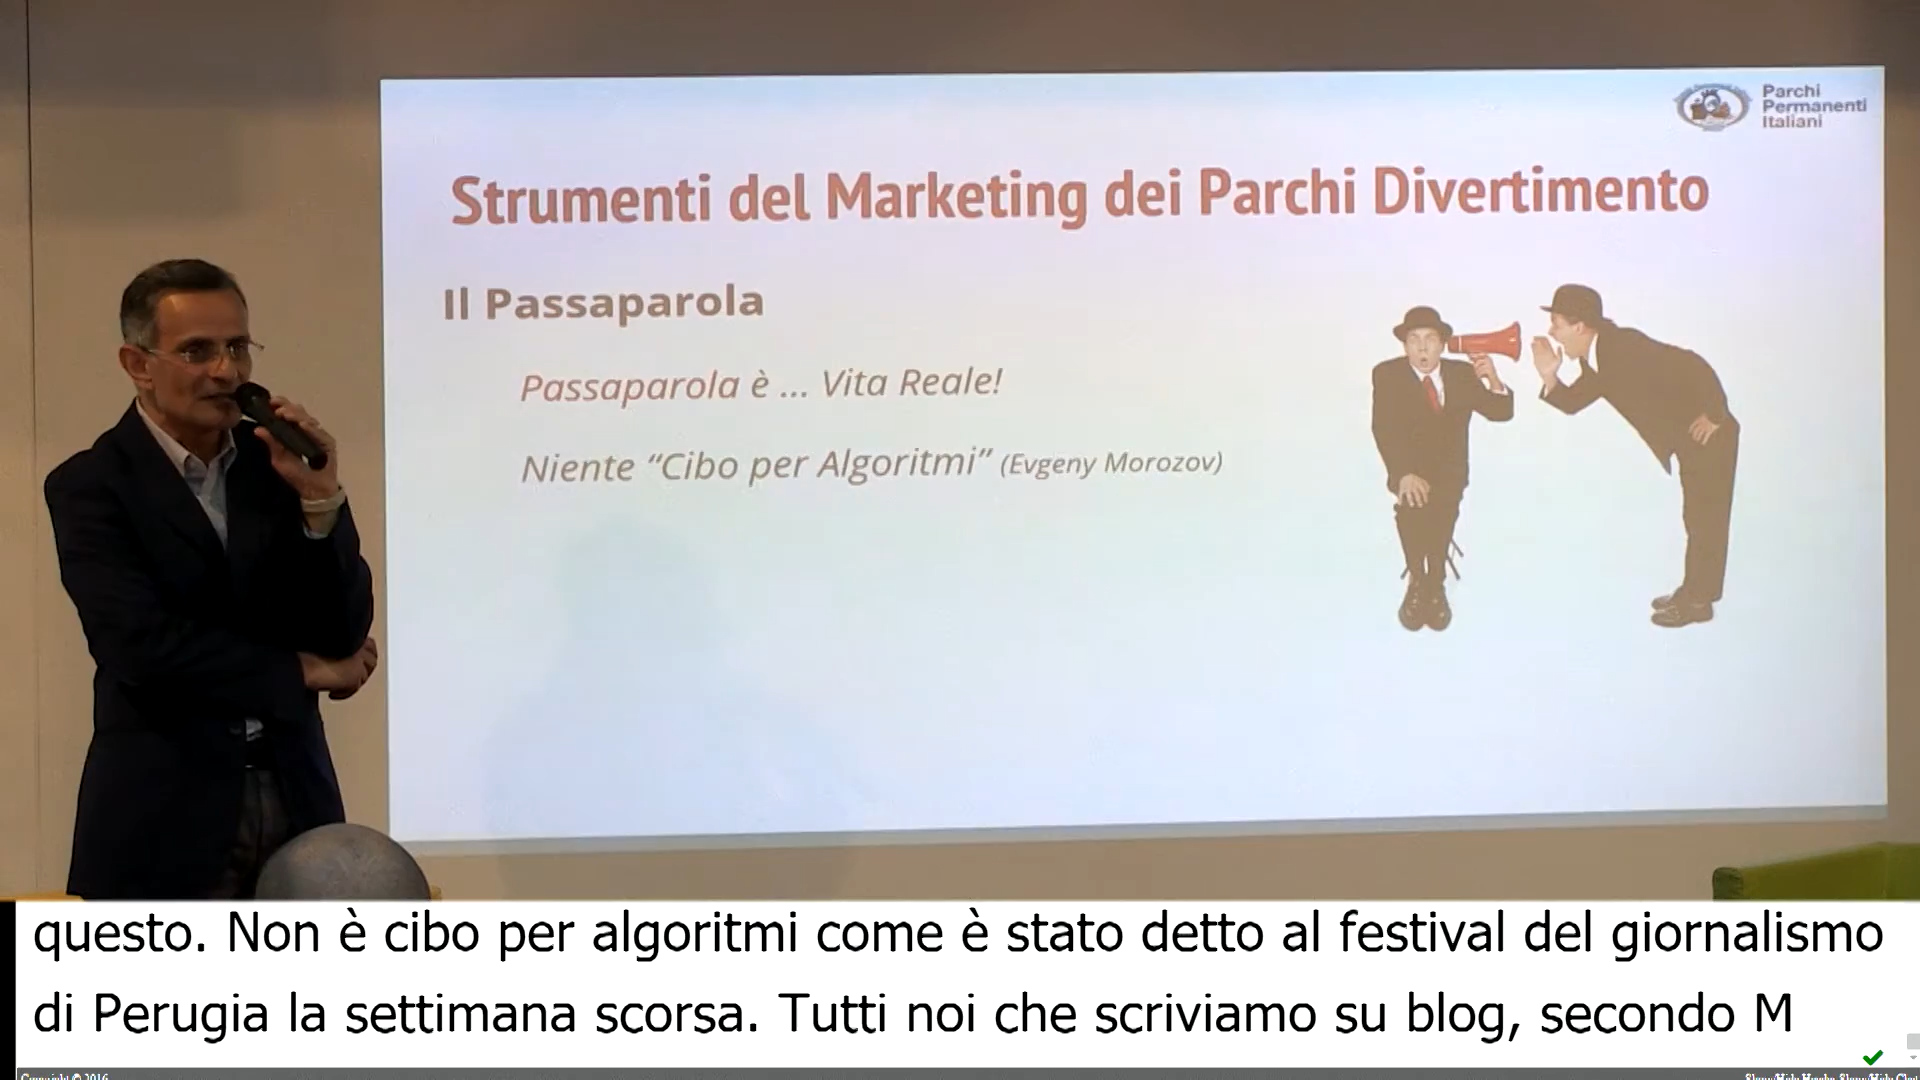 Parchi
Permanenti
Italiani
Strumenti del Marketing dei Parchi Divertimento
Il Passaparola
Passaparola è ... Vita Reale!
Niente “Cibo per Algoritmi” (Evgeny Morozov)
questo. Non è cibo per algoritmi come è stato detto al festival del giornalismo
di Perugia la settimana scorsa. Tutti noi che scriviamo su blog, secondo M
Copyright © 2016